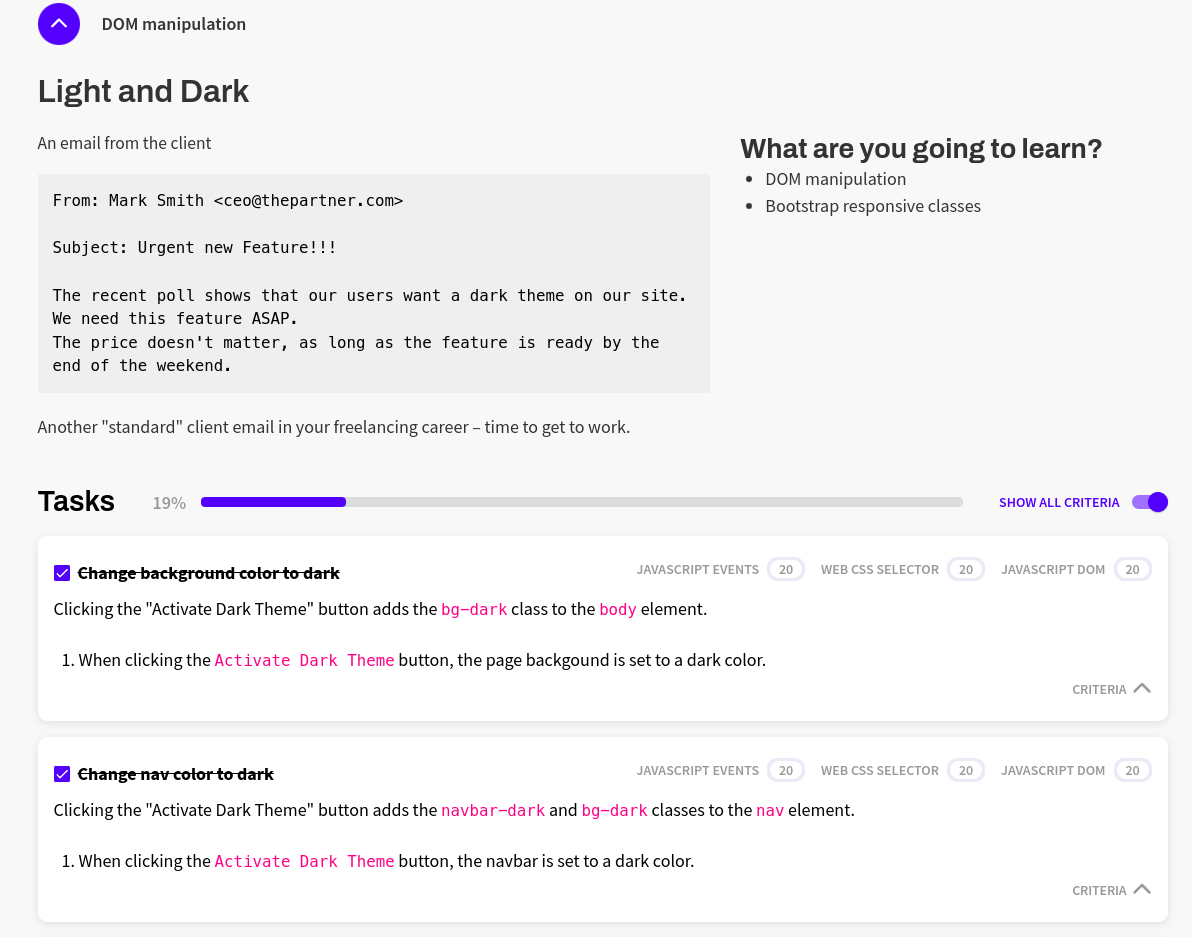 DOM manipulation
Light and Dark
An email from the client
From: Mark Smith <ceo@thepartner.com>
Subject: Urgent new Feature!!!
The recent poll shows that our users want a dark theme on our site.
We need this feature ASAP.
The price doesn't matter, as long as the feature is ready by the
end of the weekend.
Another "standard" client email in your freelancing career – time to get to work.
What are you going to learn?
DOM manipulation
Bootstrap responsive classes
Tasks 19% SHOW ALL CRITERIA
Change background color to dark JAVASCRIPT EVENTS 20 WEB CSS SELECTOR 20 JAVASCRIPT DOM 20
Clicking the "Activate Dark Theme" button adds the bg-dark class to the body element.
1. When clicking the Activate Dark Theme button, the page backgound is set to a dark color.
CRITERIA
Change nav color to dark JAVASCRIPT EVENTS 20 WEB CSS SELECTOR 20 JAVASCRIPT DOM 20
Clicking the "Activate Dark Theme" button adds the navbar-dark and bg-dark classes to the nav element.
1. When clicking the Activate Dark Theme button, the navbar is set to a dark color.
CRITERIA